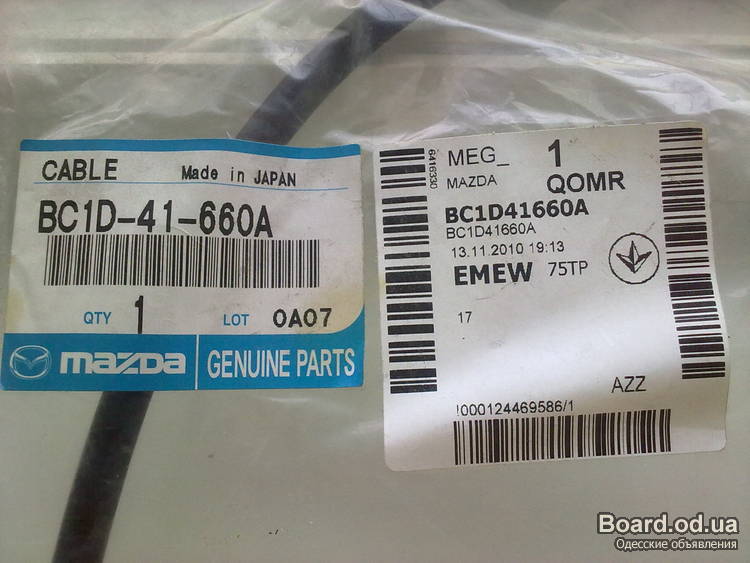 CABLE Made in JAPAN
BC1D-41-660A
QTY 1 LOT 0A07
mazda GENUINE PARTS
6416330
MEG_ 1
MAZDA QOMR
BC1D41660A
BC1D41660A
13.11.2010 19:13
EMEW 75TP
17
AZZ
!000124469586/1
Board.od.ua
Одесские объявления